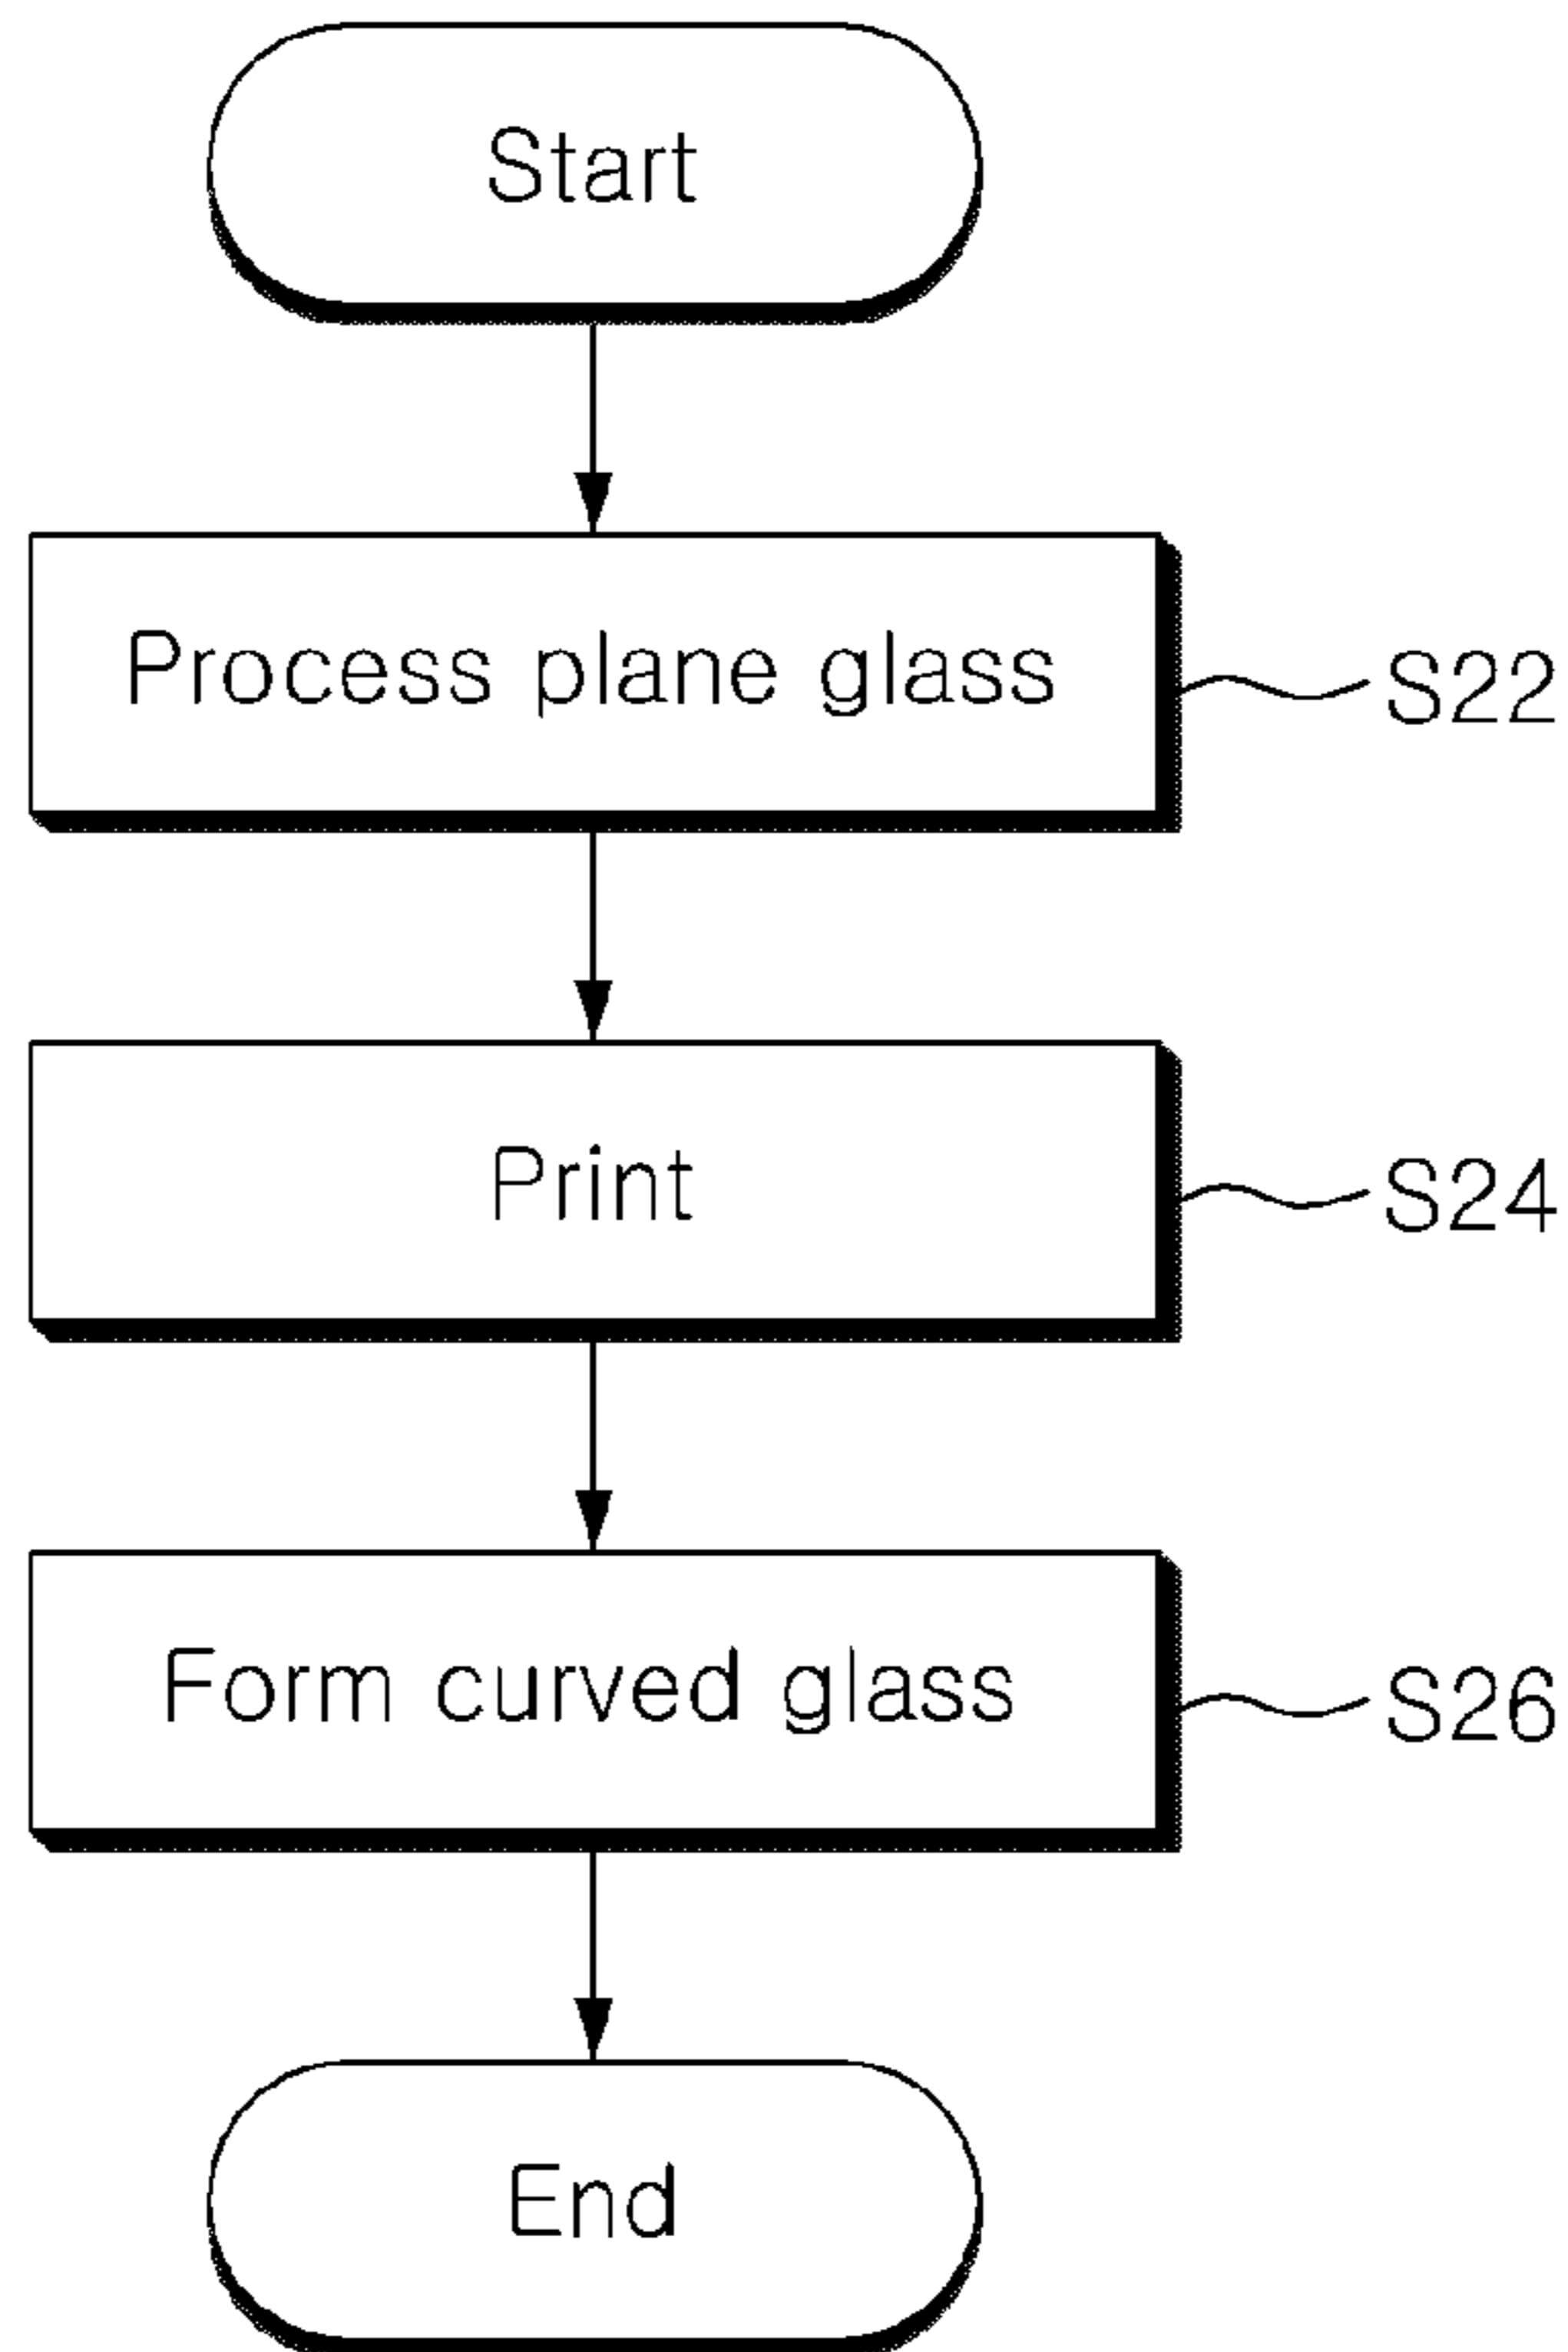 Start
Process plane glass
S22
Print
S24
Form curved glass
S26
End